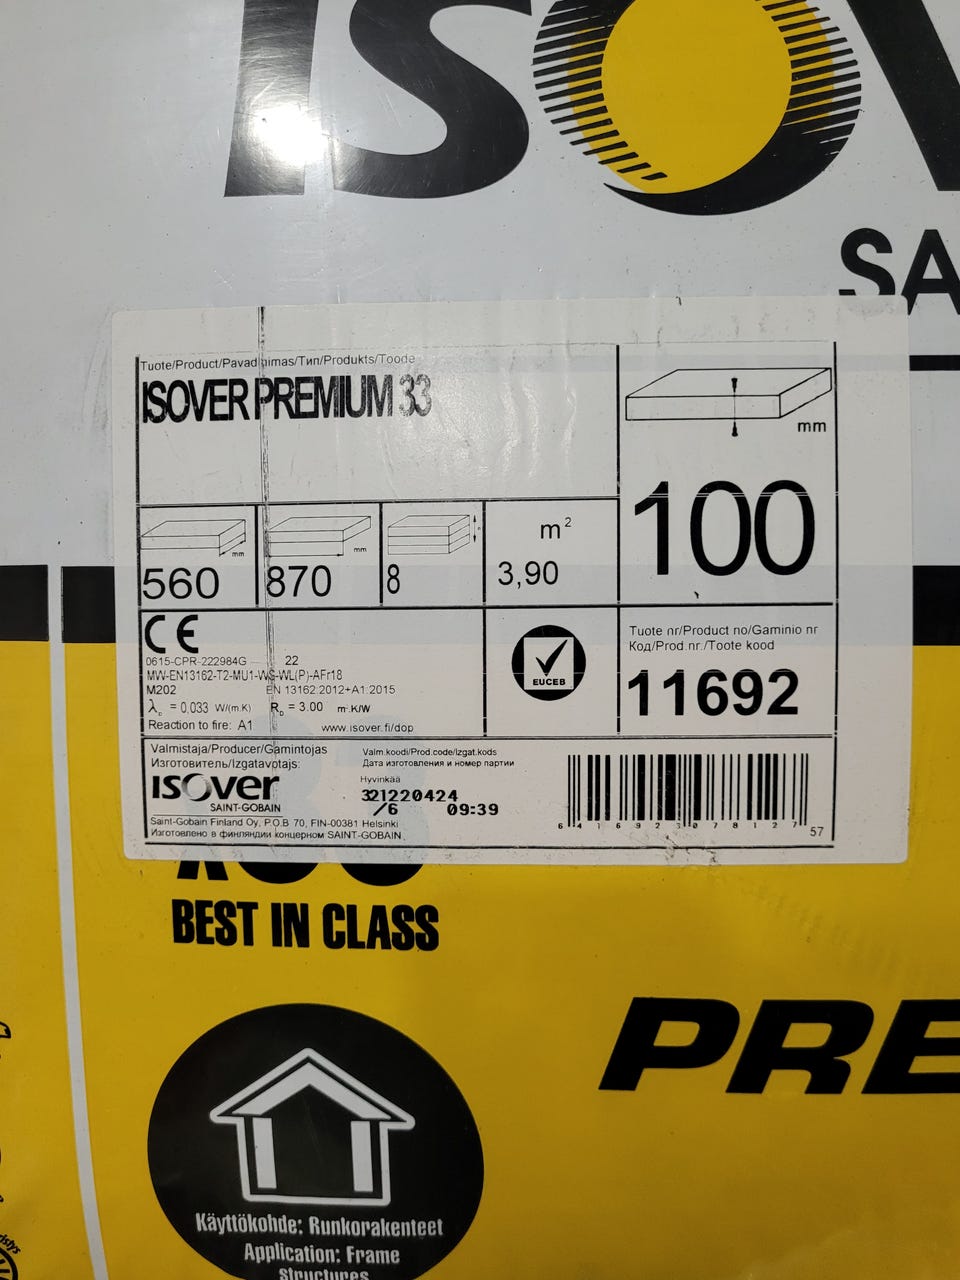 ISOV
SA
Tuote/Product/Pavadinimas/Тип/Produkts/Toode
ISOVER PREMIUM 33
mm
100
mm
mm
n
m²
560
870
8
3,90
CE
0615-CPR-222984G 22
MW-EN13162-T2-MU1-WS-WL(P)-AFr18
M202 EN 13162:2012+A1:2015
λD = 0,033 W/(m.K) RD = 3.00 m².K/W
Reaction to fire: A1 www.isover.fi/dop
EUCEB
Tuote nr/Product no/Gaminio nr
Код/Prod.nr./Toote kood
11692
Valmistaja/Producer/Gamintojas
Изготовитель/Izgatavotajs:
isover
SAINT-GOBAIN
Saint-Gobain Finland Oy, P.O.B 70, FIN-00381 Helsinki
Изготовлено в финляндии концерном SAINT-GOBAIN
Valm.koodi/Prod.code/Izgat.kods
Дата изготовления и номер партии
Hyvinkää
321220424
/6 09:39
6 416923 078127
57
BEST IN CLASS
PRE
Käyttökohde: Runkorakenteet
Application: Frame
Structures